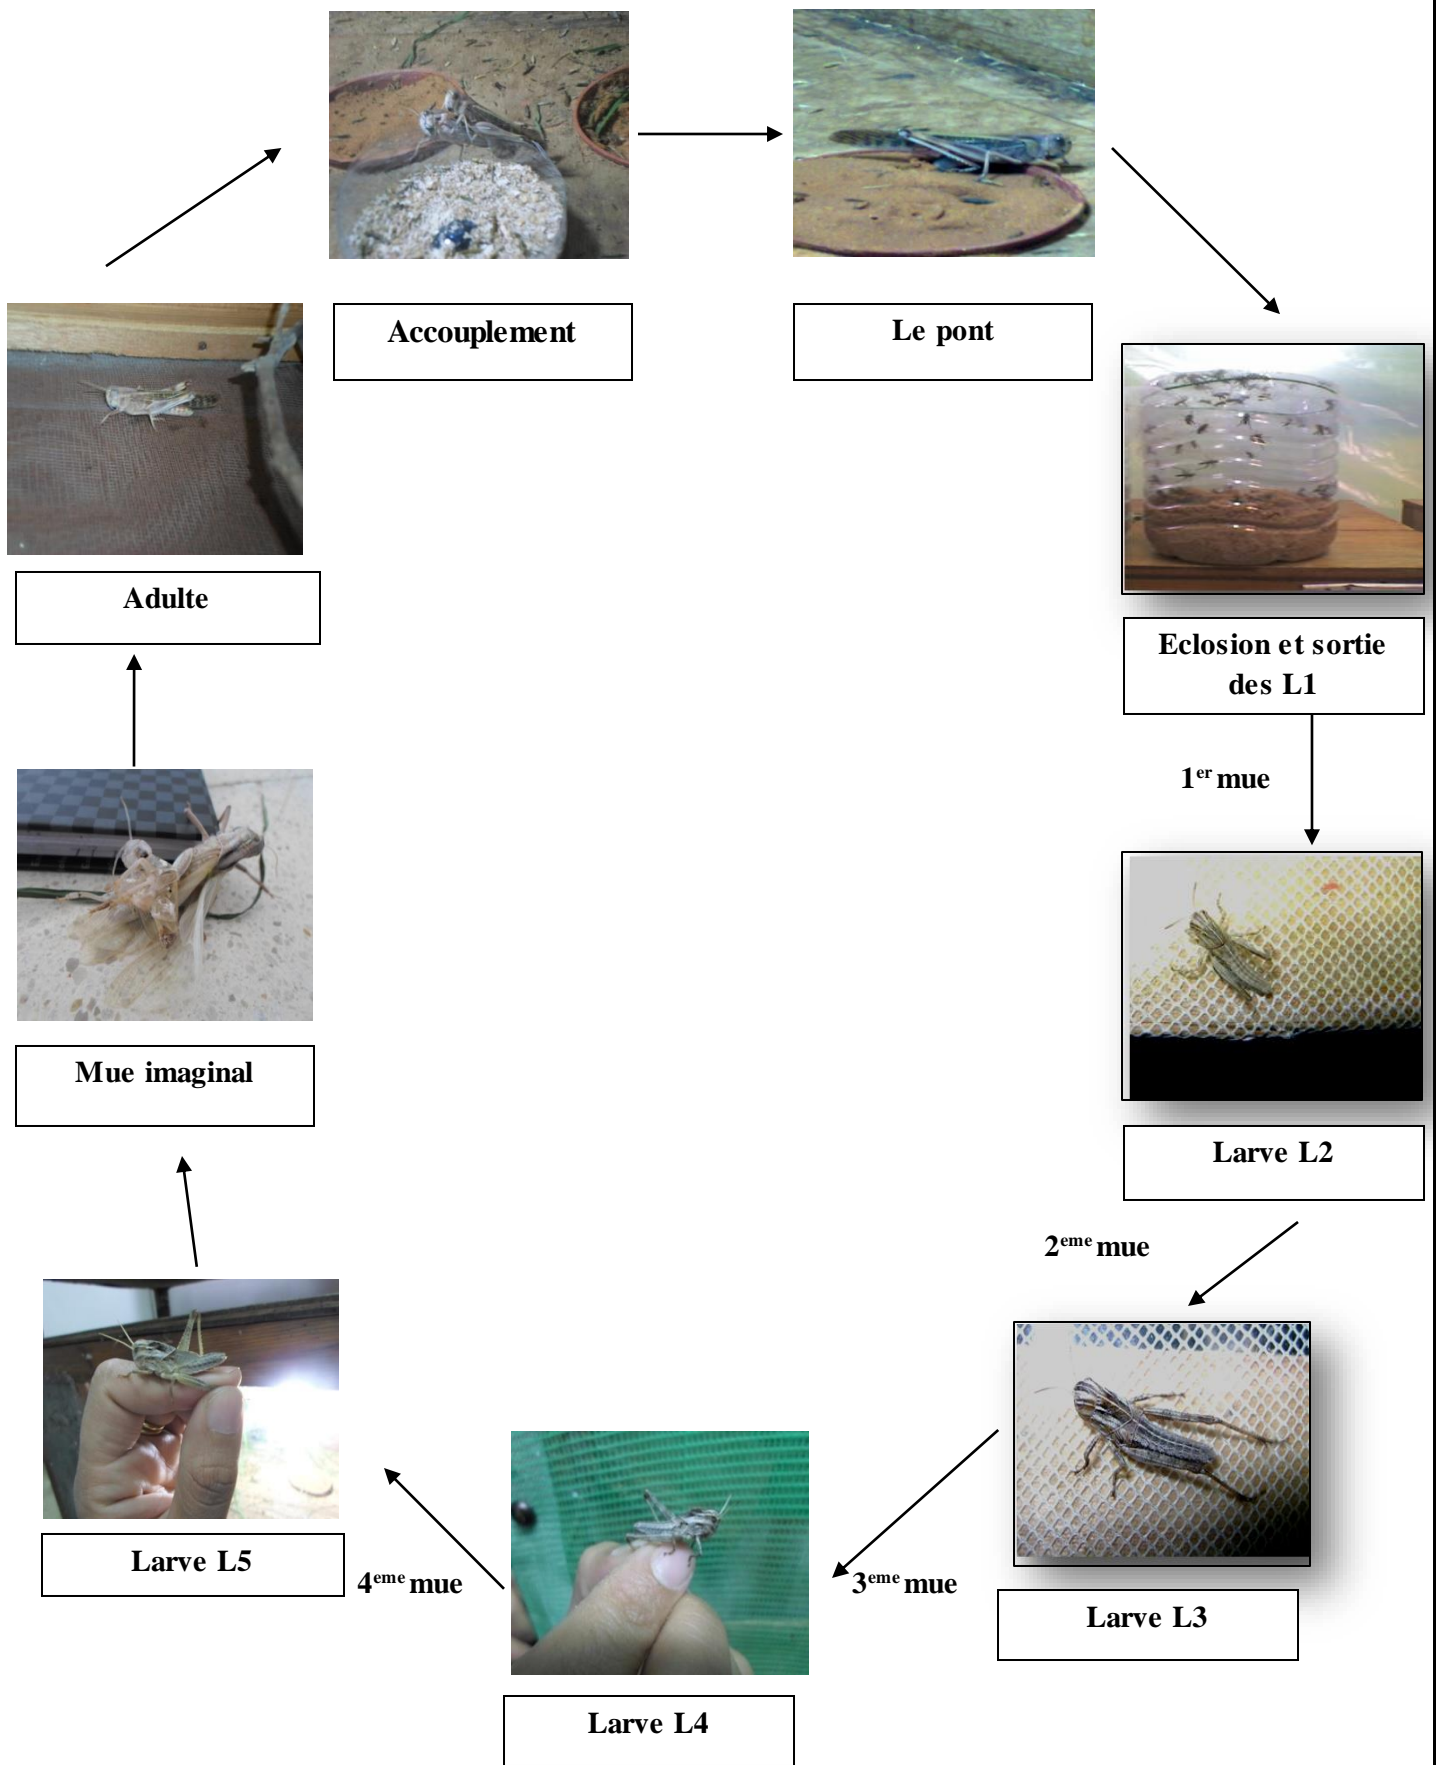 Accouplement
Le pont
Eclosion et sortie
des L1
1er mue
Larve L2
2eme mue
Larve L3
3eme mue
Larve L4
4eme mue
Larve L5
Mue imaginal
Adulte